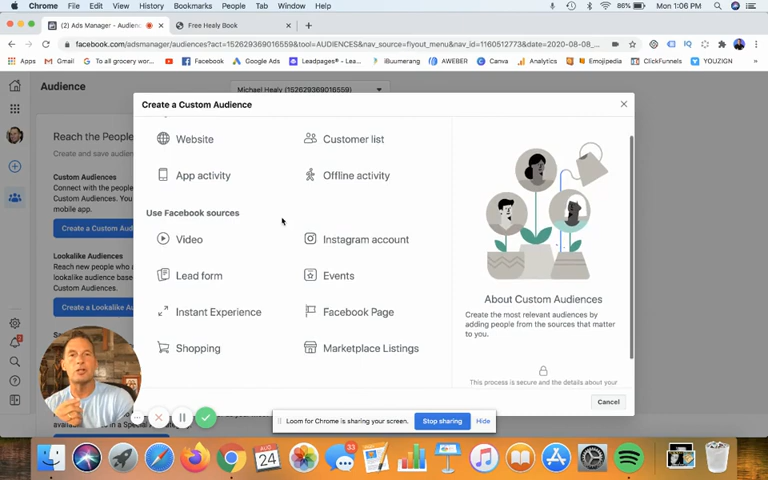 Chrome File Edit View History Bookmarks People Tab Window Help
86% Mon 1:06 PM
(2) Ads Manager - Audienc
Free Healy Book
facebook.com/adsmanager/audiences?act=152629369016559&tool=AUDIENCES&nav_source=flyout_menu&nav_id=1160512773&date=2020-08-08_...
Apps Gmail To all grocery wor... Facebook Google Ads Leadpages® - Lea... iBuumerang AWEBER Canva Analytics Emojipedia ClickFunnels YOUZIGN
Audience
Michael Healy (152629369016559)
Create a Custom Audience
Reach the People
Create and save audien
Custom Audiences
Connect with the people
Customers. Y
mobile app.
Create a Custom Aud
Lookalike Audiences
Reach new people who a
lookalike audience base
Custom Audiences.
Create a Lookalike Au
Website
Customer list
App activity
Offline activity
Use Facebook sources
Video
Instagram account
Lead form
Events
Instant Experience
Facebook Page
Shopping
Marketplace Listings
About Custom Audiences
Create the most relevant audiences by
adding people from the sources that matter
to you.
This process is secure and the details about your
Cancel
Loom for Chrome is sharing your screen.
Stop sharing
Hide
in a Special A
AUG
24
33